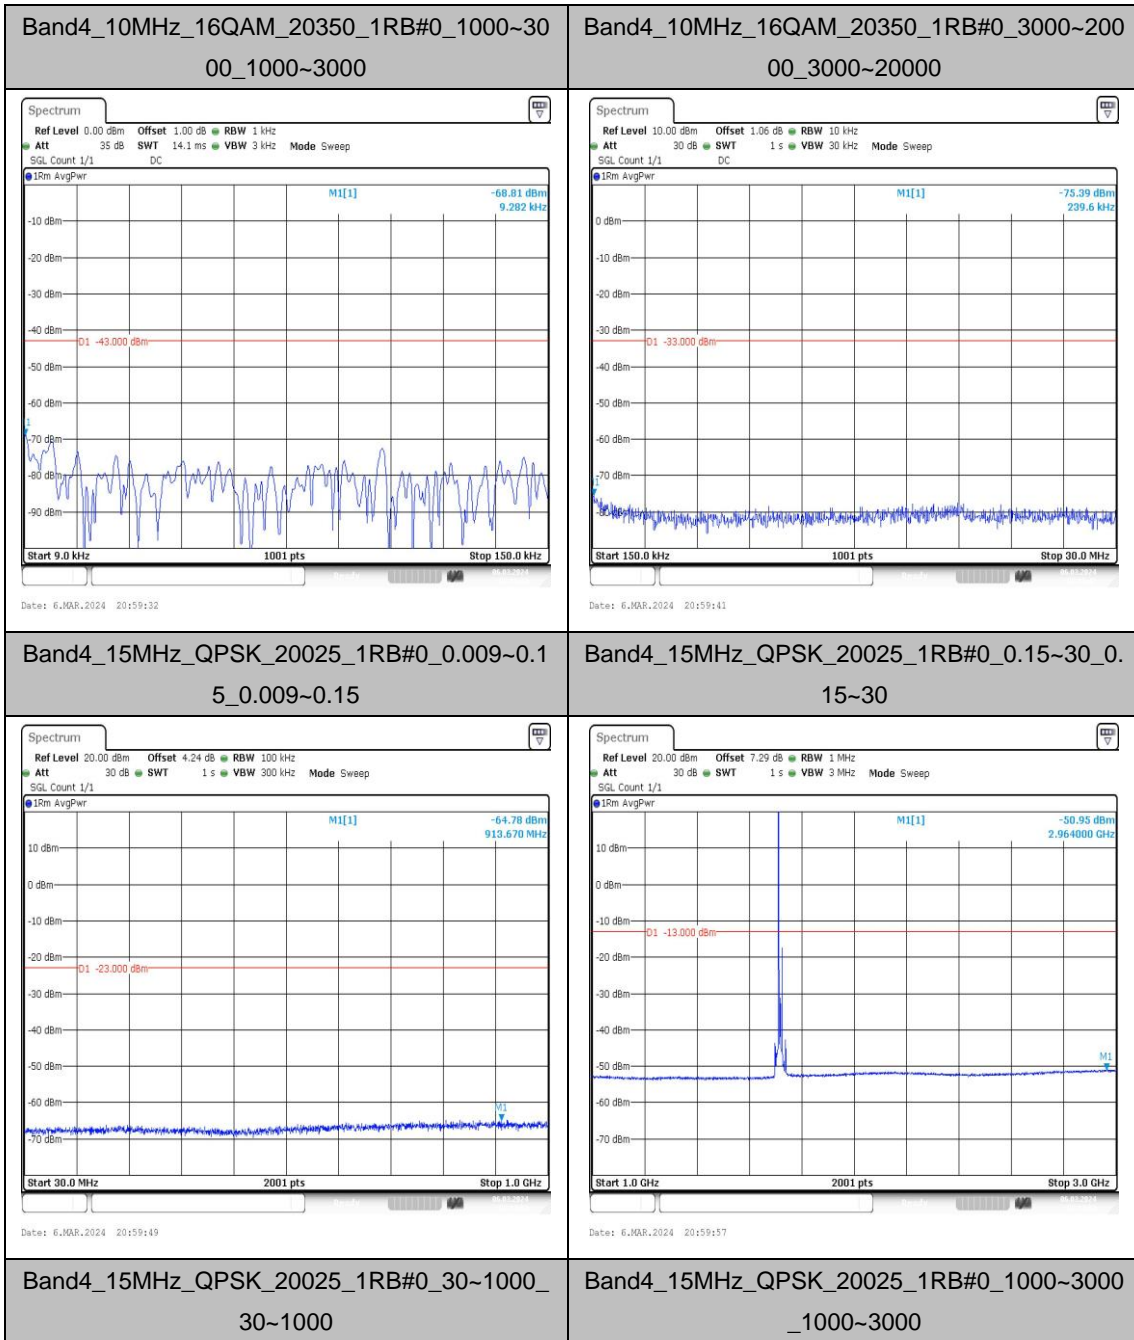 Band4_10MHz_16QAM_20350_1RB#0_1000~30
00_1000~3000
Band4_10MHz_16QAM_20350_1RB#0_3000~200
00_3000~20000
Spectrum
Ref Level 0.00 dBm Offset 1.00 dB RBW 1 kHz
Att 35 dB SWT 14.1 ms VBW 3 kHz Mode Sweep
SGL Count 1/1 DC
1Rm AvgPwr
M1[1] -68.81 dBm
9.282 kHz
-10 dBm
-20 dBm
-30 dBm
-40 dBm
D1 -43.000 dBm
-50 dBm
-60 dBm
-70 dBm
-80 dBm
-90 dBm
Start 9.0 kHz 1001 pts Stop 150.0 kHz
Date: 6.MAR.2024 20:59:32
Spectrum
Ref Level 10.00 dBm Offset 1.06 dB RBW 10 kHz
Att 30 dB SWT 1 s VBW 30 kHz Mode Sweep
SGL Count 1/1 DC
1Rm AvgPwr
M1[1] -75.39 dBm
239.6 kHz
0 dBm
-10 dBm
-20 dBm
-30 dBm
D1 -33.000 dBm
-40 dBm
-50 dBm
-60 dBm
-70 dBm
-80 dBm
Start 150.0 kHz 1001 pts Stop 30.0 MHz
Date: 6.MAR.2024 20:59:41
Band4_15MHz_QPSK_20025_1RB#0_0.009~0.1
5_0.009~0.15
Band4_15MHz_QPSK_20025_1RB#0_0.15~30_0.
15~30
Spectrum
Ref Level 20.00 dBm Offset 4.24 dB RBW 100 kHz
Att 30 dB SWT 1 s VBW 300 kHz Mode Sweep
SGL Count 1/1
1Rm AvgPwr
M1[1] -64.78 dBm
913.670 MHz
10 dBm
0 dBm
-10 dBm
-20 dBm
D1 -23.000 dBm
-30 dBm
-40 dBm
-50 dBm
-60 dBm
M1
-70 dBm
Start 30.0 MHz 2001 pts Stop 1.0 GHz
Date: 6.MAR.2024 20:59:49
Spectrum
Ref Level 20.00 dBm Offset 7.29 dB RBW 1 MHz
Att 30 dB SWT 1 s VBW 3 MHz Mode Sweep
SGL Count 1/1
1Rm AvgPwr
M1[1] -50.95 dBm
2.964000 GHz
10 dBm
0 dBm
-10 dBm
D1 -13.000 dBm
-20 dBm
-30 dBm
-40 dBm
M1
-50 dBm
-60 dBm
-70 dBm
Start 1.0 GHz 2001 pts Stop 3.0 GHz
Date: 6.MAR.2024 20:59:57
Band4_15MHz_QPSK_20025_1RB#0_30~1000_
30~1000
Band4_15MHz_QPSK_20025_1RB#0_1000~3000
_1000~3000